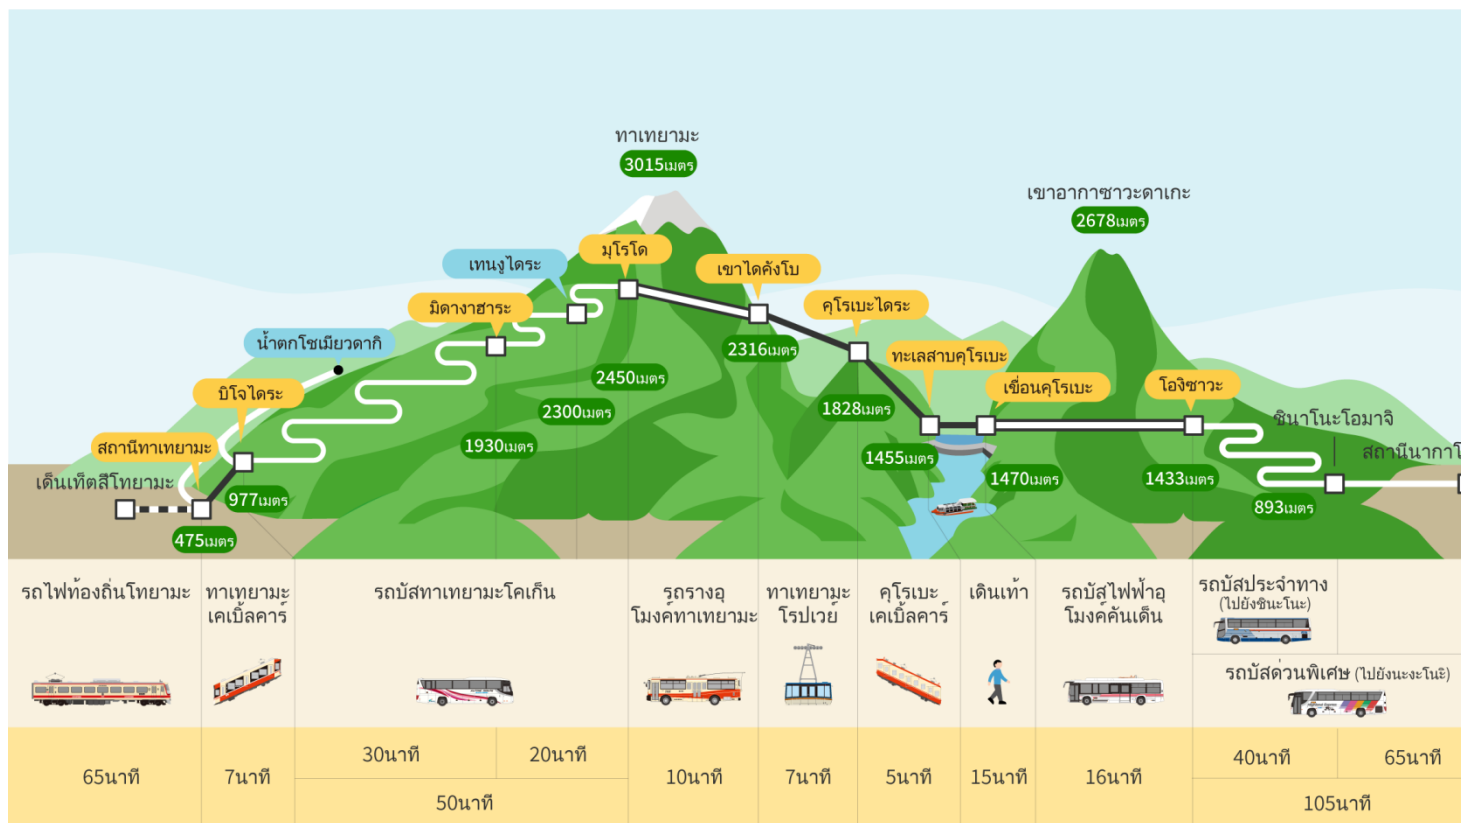 ทาเทยามะ
3015เมตร
เขาอากาซาวะดาเกะ
2678เมตร
มุโรโด
เทนงูไดระ
เขาไดคังโบ
มิดางาฮาระ
คุโรเบะไดระ
น้ำตกโชเมียวดากิ
ทะเลสาบคุโรเบะ
2316เมตร
บิโจไดระ
เขื่อนคุโรเบะ
โองิซาวะ
2450เมตร
2300เมตร
1828เมตร
ชินาโนะโอมาจิ
สถานีทาเทยามะ
1930เมตร
สถานีนากาโ
1455เมตร
เด็นเท็ตสึโทยามะ
977เมตร
1470เมตร
1433เมตร
893เมตร
475เมตร
รถไฟท้องถิ่นโทยามะ
ทาเทยามะ
เคเบิ้ลคาร์
รถบัสทาเทยามะโคเก็น
รถรางอุ
โมงค์ทาเทยามะ
ทาเทยามะ
โรปเวย์
คุโรเบะ
เคเบิ้ลคาร์
เดินเท้า
รถบัสไฟฟ้าอุ
โมงค์คันเด็น
รถบัสประจำทาง
(ไปยังชินะโนะ)
รถบัสด่วนพิเศษ (ไปยังนะงะโนะ)
65นาที
7นาที
30นาที
20นาที
50นาที
10นาที
7นาที
5นาที
15นาที
16นาที
40นาที
65นาที
105นาที